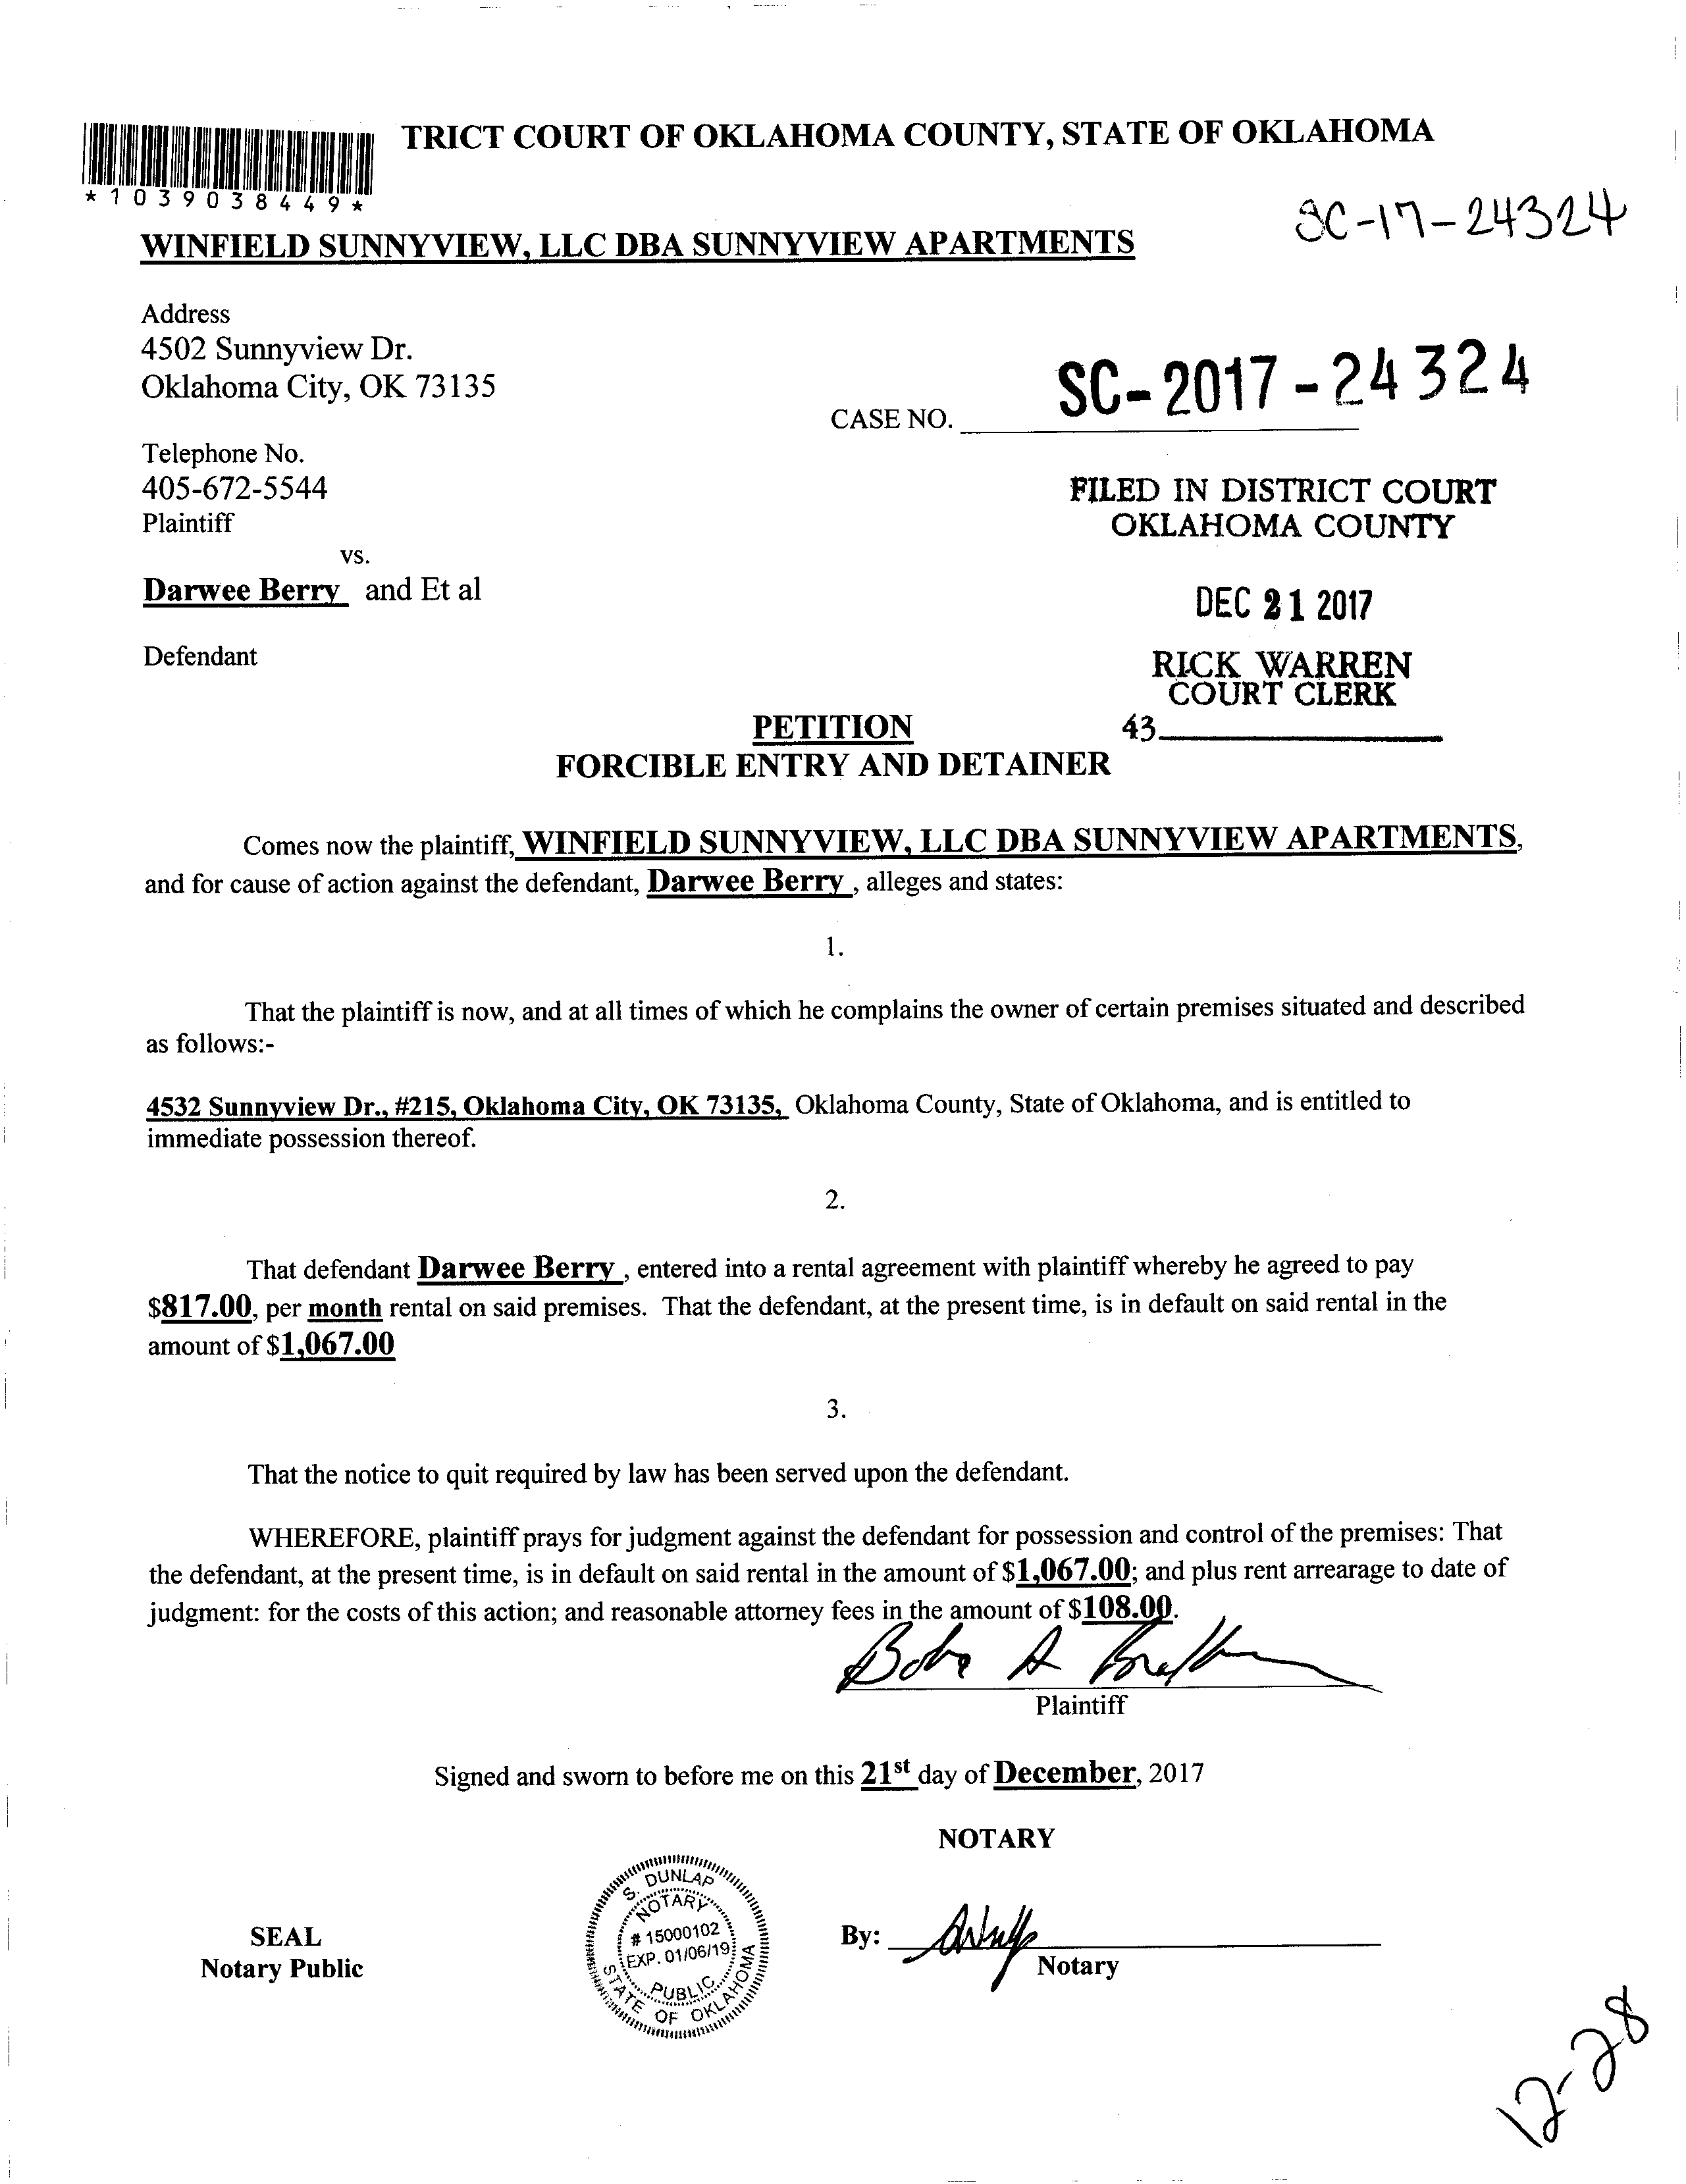 TRICT COURT OF OKLAHOMA COUNTY, STATE OF OKLAHOMA
*1039038449*
SC-17-24324
WINFIELD SUNNYVIEW, LLC DBA SUNNYVIEW APARTMENTS
Address
4502 Sunnyview Dr.
Oklahoma City, OK 73135
CASE NO. SC-2017-24324
Telephone No.
405-672-5544
Plaintiff
FILED IN DISTRICT COURT
OKLAHOMA COUNTY
vs.
Darwee Berry and Et al
DEC 21 2017
Defendant
RICK WARREN
COURT CLERK
43
PETITION
FORCIBLE ENTRY AND DETAINER
Comes now the plaintiff, WINFIELD SUNNYVIEW, LLC DBA SUNNYVIEW APARTMENTS,
and for cause of action against the defendant, Darwee Berry , alleges and states:
1.
That the plaintiff is now, and at all times of which he complains the owner of certain premises situated and described
as follows:-
4532 Sunnyview Dr., #215, Oklahoma City, OK 73135, Oklahoma County, State of Oklahoma, and is entitled to
immediate possession thereof.
2.
That defendant Darwee Berry , entered into a rental agreement with plaintiff whereby he agreed to pay
$817.00, per month rental on said premises. That the defendant, at the present time, is in default on said rental in the
amount of $1,067.00
3.
That the notice to quit required by law has been served upon the defendant.
WHEREFORE, plaintiff prays for judgment against the defendant for possession and control of the premises: That
the defendant, at the present time, is in default on said rental in the amount of $1,067.00; and plus rent arrearage to date of
judgment: for the costs of this action; and reasonable attorney fees in the amount of $108.00.
Plaintiff
Signed and sworn to before me on this 21st day of December, 2017
NOTARY
S. DUNLAP
NOTARY
# 15000102
EXP. 01/06/19
PUBLIC
STATE OF OKLAHOMA
SEAL
Notary Public
By:
Notary
12-28